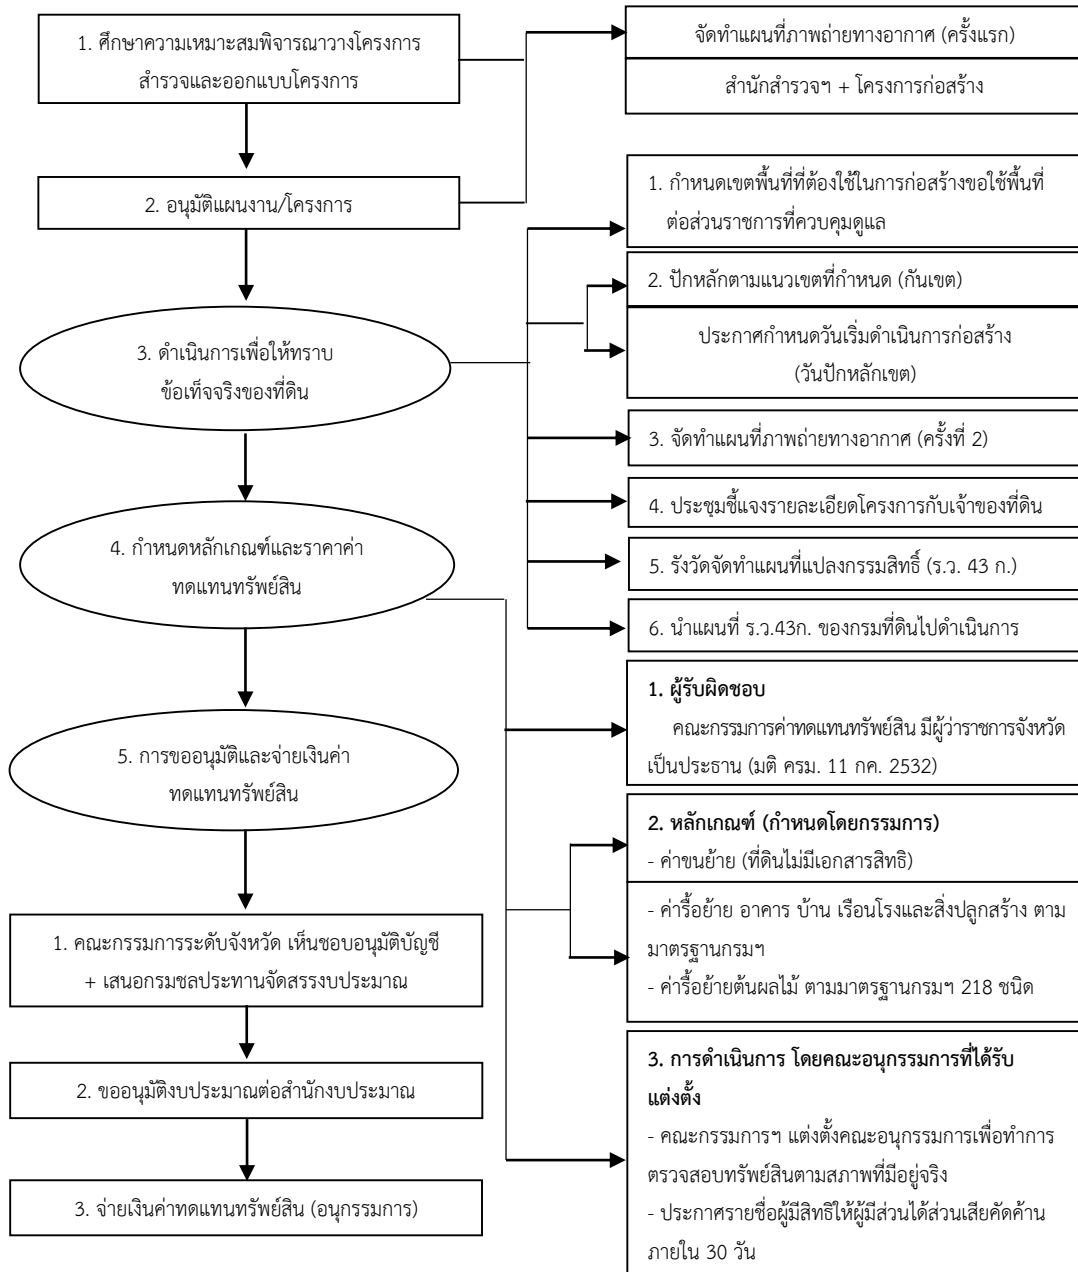 1. ศึกษาความเหมาะสมพิจารณาวางโครงการ
สำรวจและออกแบบโครงการ
จัดทำแผนที่ภาพถ่ายทางอากาศ (ครั้งแรก)
สำนักสำรวจฯ + โครงการก่อสร้าง
2. อนุมัติแผนงาน/โครงการ
1. กำหนดเขตพื้นที่ที่ต้องใช้ในการก่อสร้างขอใช้พื้นที่
ต่อส่วนราชการที่ควบคุมดูแล
2. ปักหลักตามแนวเขตที่กำหนด (กันเขต)
ประกาศกำหนดวันเริ่มดำเนินการก่อสร้าง
(วันปักหลักเขต)
3. ดำเนินการเพื่อให้ทราบ
ข้อเท็จจริงของที่ดิน
3. จัดทำแผนที่ภาพถ่ายทางอากาศ (ครั้งที่ 2)
4. ประชุมชี้แจงรายละเอียดโครงการกับเจ้าของที่ดิน
5. รังวัดจัดทำแผนที่แปลงกรรมสิทธิ์ (ร.ว. 43 ก.)
6. นำแผนที่ ร.ว.43ก. ของกรมที่ดินไปดำเนินการ
4. กำหนดหลักเกณฑ์และราคาค่า
ทดแทนทรัพย์สิน
1. ผู้รับผิดชอบ
คณะกรรมการค่าทดแทนทรัพย์สิน มีผู้ว่าราชการจังหวัด
เป็นประธาน (มติ ครม. 11 กค. 2532)
2. หลักเกณฑ์ (กำหนดโดยกรรมการ)
- ค่าขนย้าย (ที่ดินไม่มีเอกสารสิทธิ)
- ค่ารื้อย้าย อาคาร บ้าน เรือนโรงและสิ่งปลูกสร้าง ตาม
มาตรฐานกรมฯ
- ค่ารื้อย้ายต้นผลไม้ ตามมาตรฐานกรมฯ 218 ชนิด
3. การดำเนินการ โดยคณะอนุกรรมการที่ได้รับ
แต่งตั้ง
- คณะกรรมการฯ แต่งตั้งคณะอนุกรรมการเพื่อทำการ
ตรวจสอบทรัพย์สินตามสภาพที่มีอยู่จริง
- ประกาศรายชื่อผู้มีสิทธิให้ผู้มีส่วนได้ส่วนเสียคัดค้าน
ภายใน 30 วัน
5. การขออนุมัติและจ่ายเงินค่า
ทดแทนทรัพย์สิน
1. คณะกรรมการระดับจังหวัด เห็นชอบอนุมัติบัญชี
+ เสนอกรมชลประทานจัดสรรงบประมาณ
2. ขออนุมัติงบประมาณต่อสำนักงบประมาณ
3. จ่ายเงินค่าทดแทนทรัพย์สิน (อนุกรรมการ)